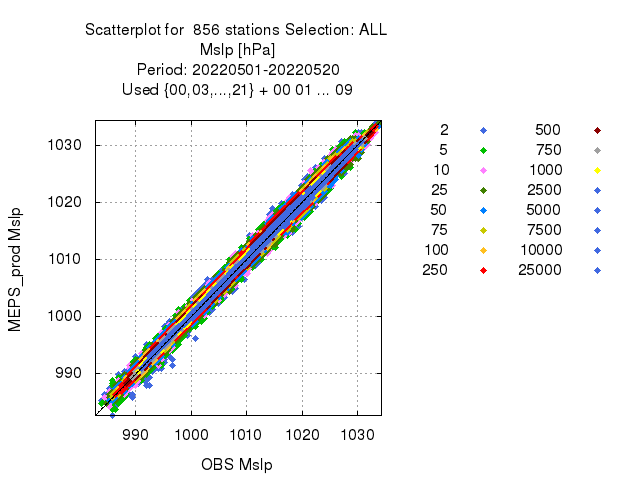 Scatterplot for 856 stations Selection: ALL
Mslp [hPa]
Period: 20220501-20220520
Used {00,03,...,21} + 00 01 ... 09
MEPS_prod Mslp
1030
1020
1010
1000
990
990 1000 1010 1020 1030
OBS Mslp
2 500
5 750
10 1000
25 2500
50 5000
75 7500
100 10000
250 25000